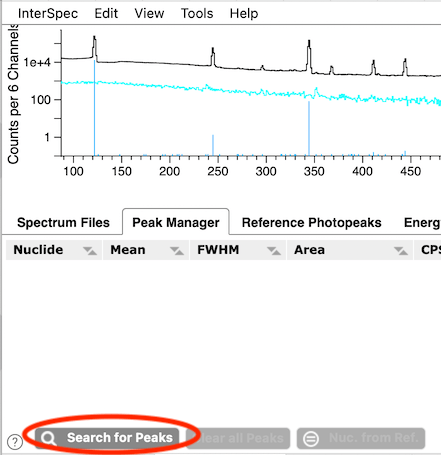 InterSpec Edit View Tools Help
Counts per 6 Channels
1e+4
100
1
100 150 200 250 300 350 400 450
Spectrum Files Peak Manager Reference Photopeaks Energ
Nuclide Mean FWHM Area CPS
? Search for Peaks Clear all Peaks Nuc. from Ref.